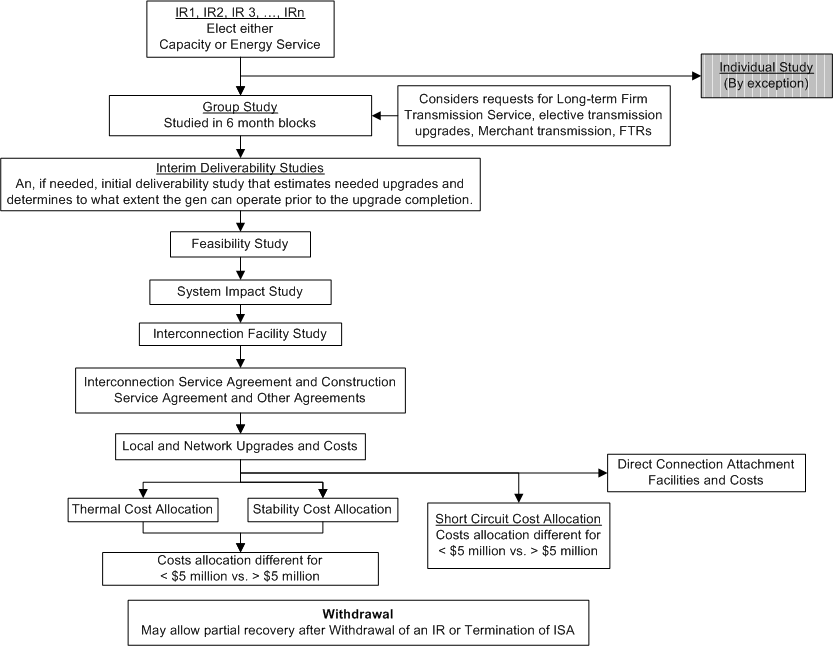 IR1, IR2, IR 3, …, IRn
Elect either
Capacity or Energy Service
Individual Study
(By exception)
Group Study
Studied in 6 month blocks
Considers requests for Long-term Firm
Transmission Service, elective transmission
upgrades, Merchant transmission, FTRs
Interim Deliverability Studies
An, if needed, initial deliverability study that estimates needed upgrades and
determines to what extent the gen can operate prior to the upgrade completion.
Feasibility Study
System Impact Study
Interconnection Facility Study
Interconnection Service Agreement and Construction
Service Agreement and Other Agreements
Local and Network Upgrades and Costs
Direct Connection Attachment
Facilities and Costs
Thermal Cost Allocation
Stability Cost Allocation
Short Circuit Cost Allocation
Costs allocation different for
< $5 million vs. > $5 million
Costs allocation different for
< $5 million vs. > $5 million
Withdrawal
May allow partial recovery after Withdrawal of an IR or Termination of ISA